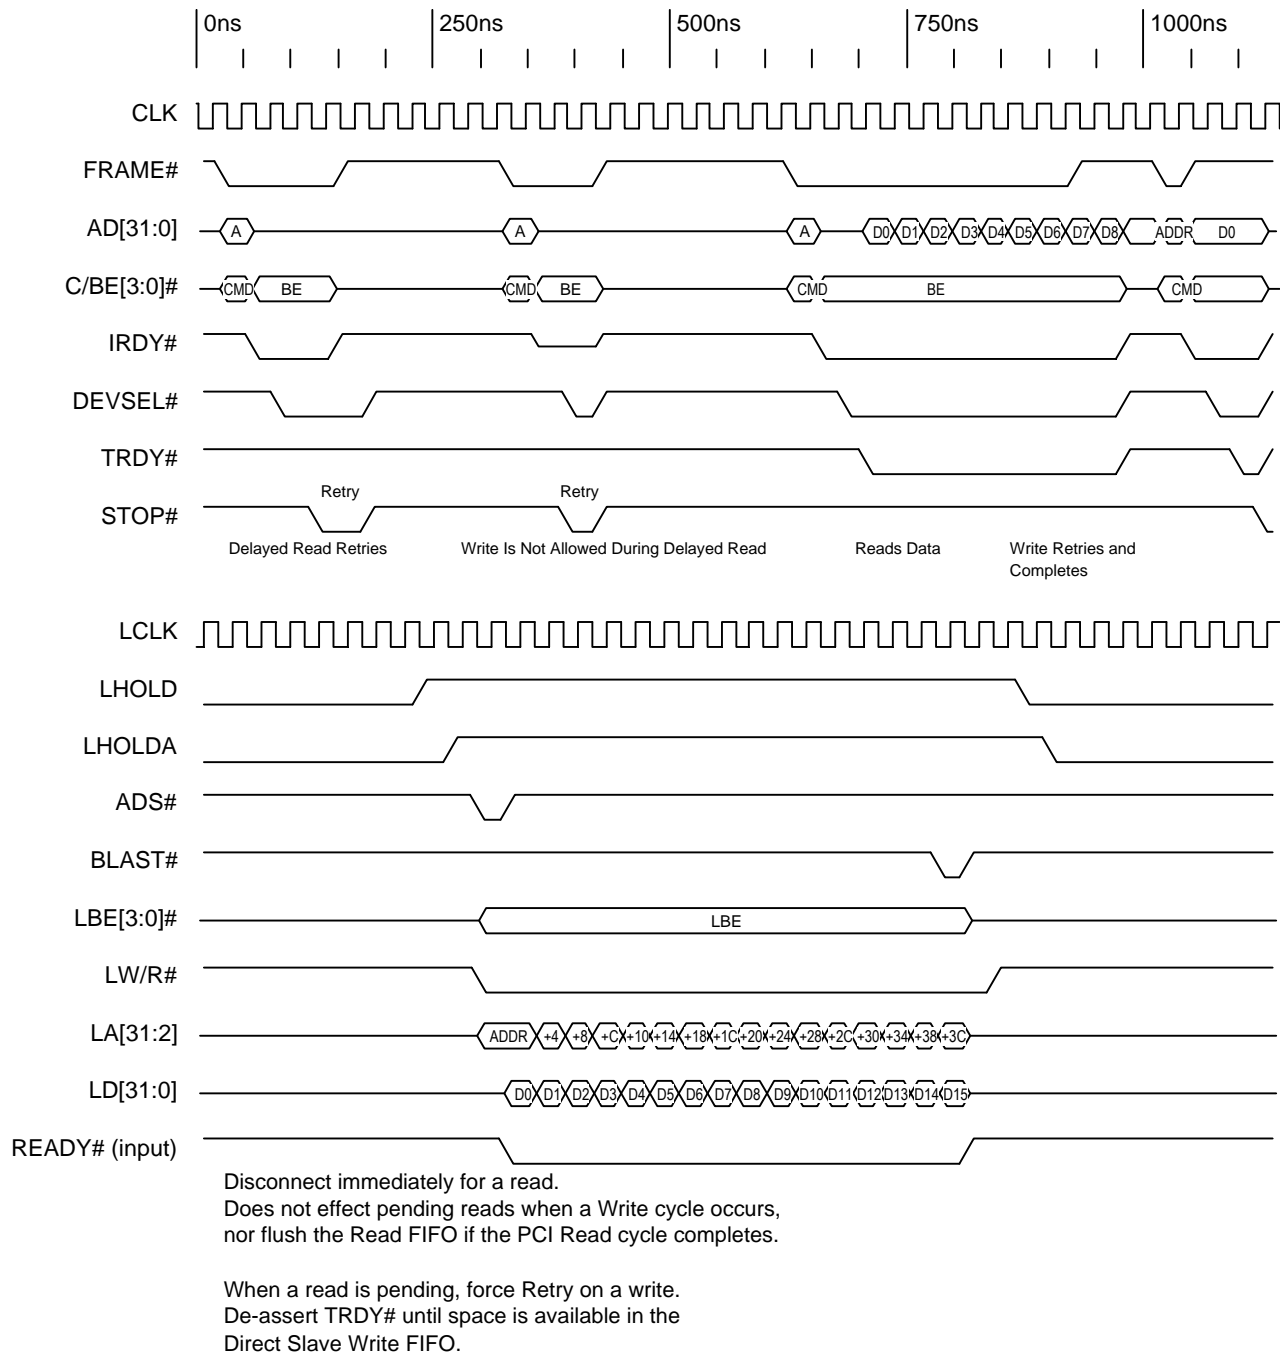 0ns 250ns 500ns 750ns 1000ns
CLK
FRAME#
AD[31:0] A A A D0 D1 D2 D3 D4 D5 D6 D7 D8 ADDR D0
C/BE[3:0]# CMD BE CMD BE CMD BE CMD
IRDY#
DEVSEL#
TRDY#
Retry Retry
STOP#
Delayed Read Retries Write Is Not Allowed During Delayed Read Reads Data Write Retries and
Completes
LCLK
LHOLD
LHOLDA
ADS#
BLAST#
LBE[3:0]# LBE
LW/R#
LA[31:2] ADDR +4 +8 +C +10 +14 +18 +1C +20 +24 +28 +2C +30 +34 +38 +3C
LD[31:0] D0 D1 D2 D3 D4 D5 D6 D7 D8 D9 D10 D11 D12 D13 D14 D15
READY# (input)
Disconnect immediately for a read.
Does not effect pending reads when a Write cycle occurs,
nor flush the Read FIFO if the PCI Read cycle completes.
When a read is pending, force Retry on a write.
De-assert TRDY# until space is available in the
Direct Slave Write FIFO.